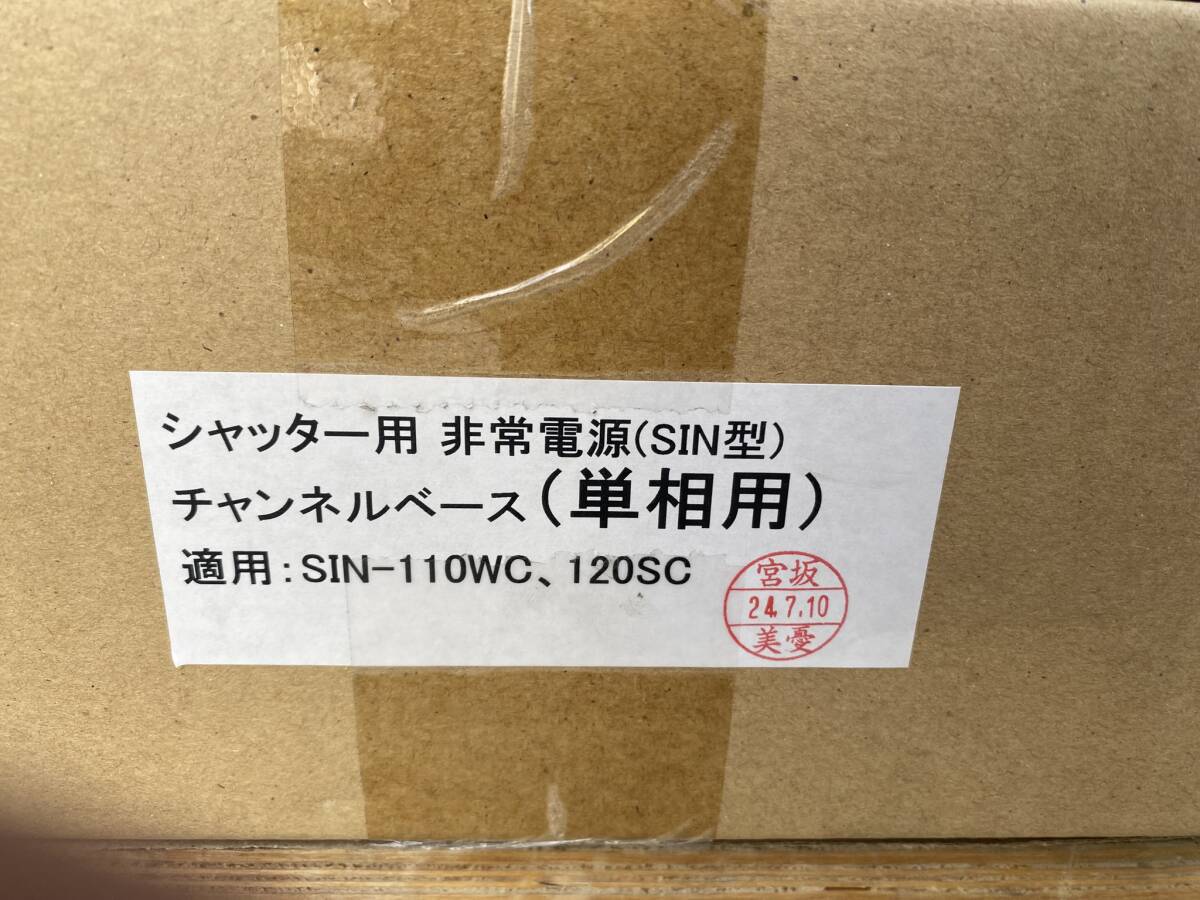 シャッター用 非常電源(SIN型)
チャンネルベース(単相用)
適用:SIN-110WC、120SC
宮坂
24.7.10
美憂